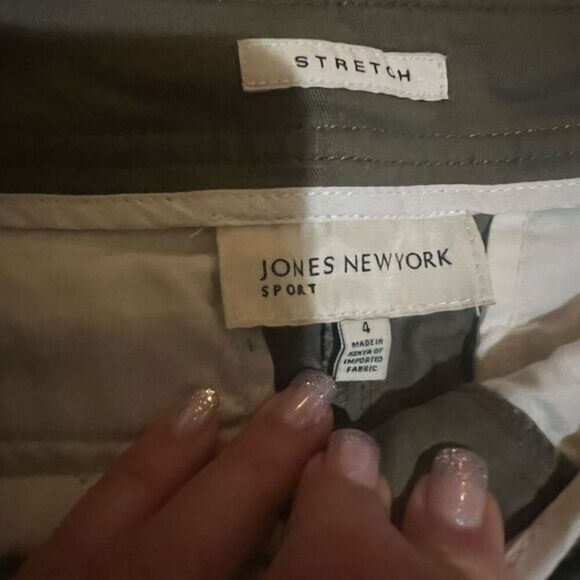 STRETCH
JONES NEW YORK
SPORT
4
MADE IN
KENYA OF
IMPORTED
FABRIC